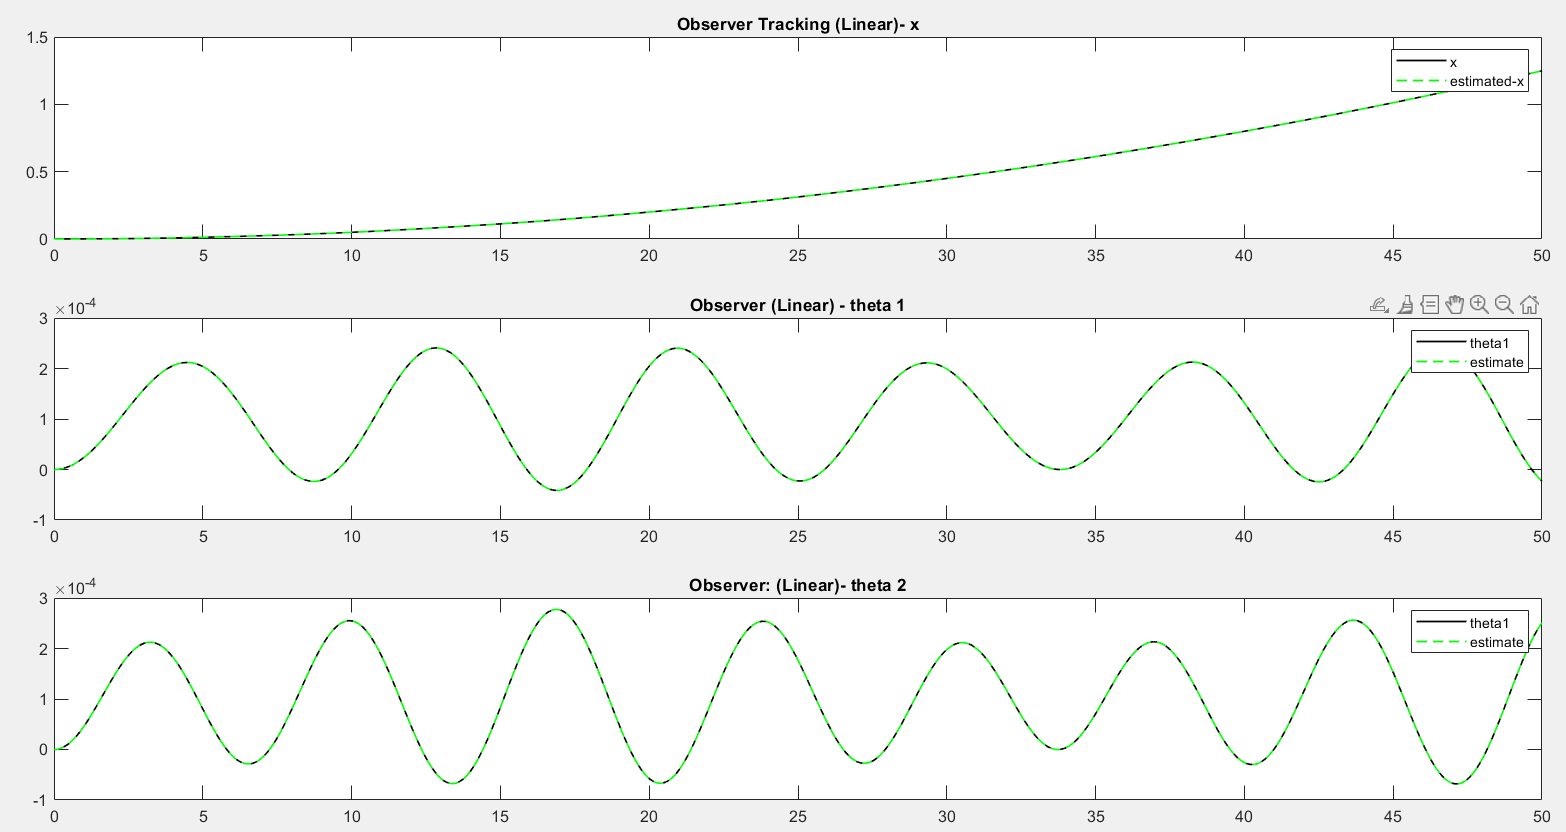 Observer Tracking (Linear)- x
1.5
1
0.5
0
x
estimated-x
0 5 10 15 20 25 30 35 40 45 50
×10-4
Observer (Linear) - theta 1
3
2
1
0
-1
theta1
estimate
0 5 10 15 20 25 30 35 40 45 50
×10-4
Observer: (Linear)- theta 2
3
2
1
0
-1
theta1
estimate
0 5 10 15 20 25 30 35 40 45 50